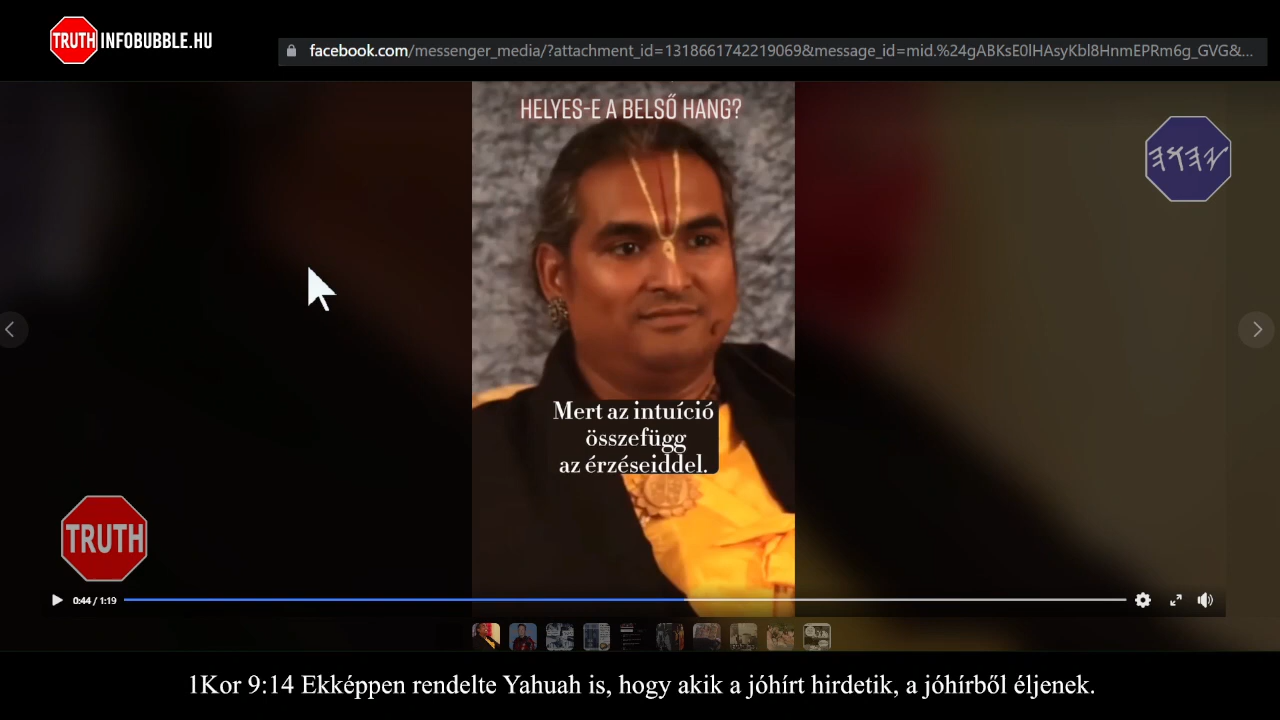 TRUTH INFOBUBBLE.HU
facebook.com/messenger_media/?attachment_id=1318661742219069&message_id=mid.%24gABKsE0lHAsyKbl8HnmEPRm6g_GVG&...
HELYES-E A BELSŐ HANG?
𐤉𐤄𐤅𐤄
Mert az intuíció
összefügg
az érzéseiddel.
TRUTH
0:44 / 1:19
1Kor 9:14 Ekképpen rendelte Yahuah is, hogy akik a jóhírt hirdetik, a jóhírből éljenek.